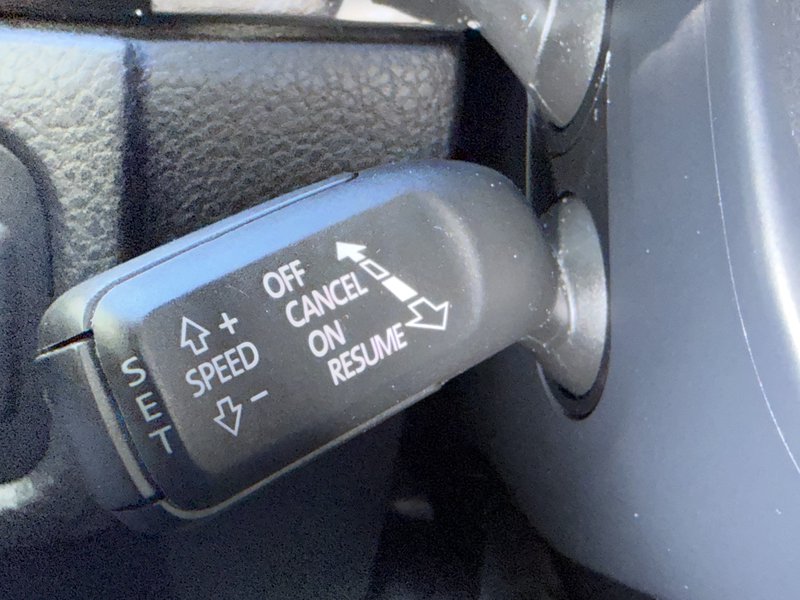 OFF
CANCEL
ON
RESUME
+
SPEED
-
SET